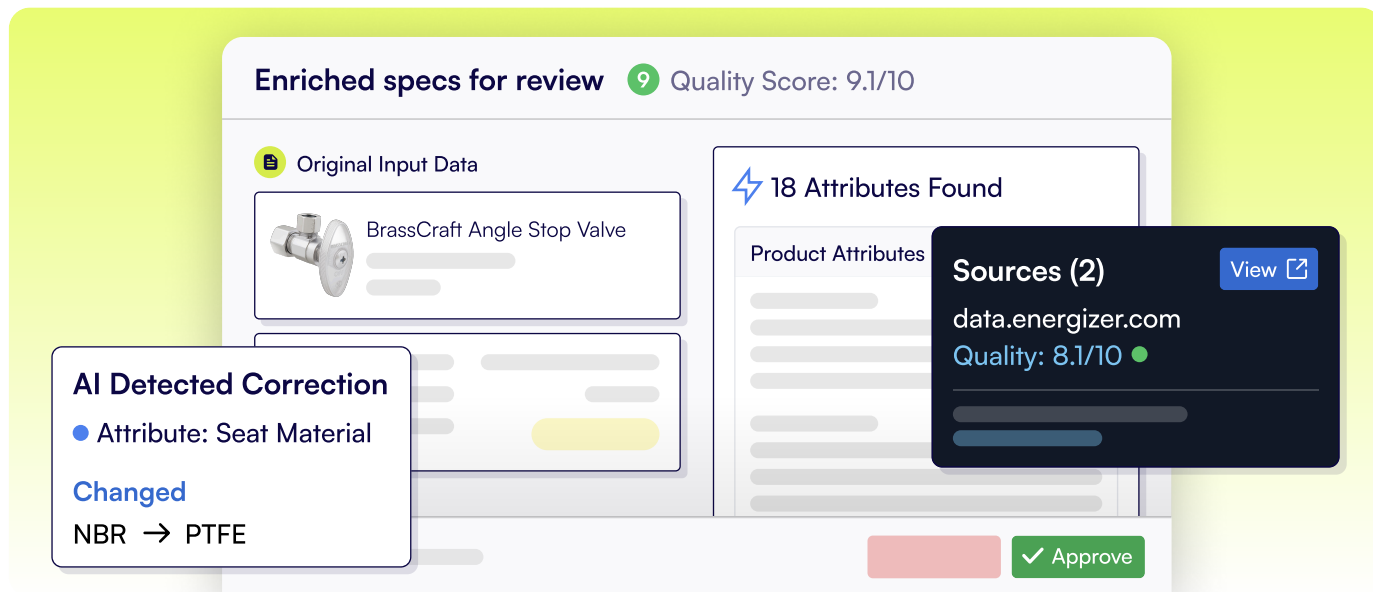 Enriched specs for review
9
Quality Score: 9.1/10
Original Input Data
BrassCraft Angle Stop Valve
18 Attributes Found
Product Attributes
Sources (2)
View
data.energizer.com
Quality: 8.1/10
AI Detected Correction
Attribute: Seat Material
Changed
NBR → PTFE
Approve